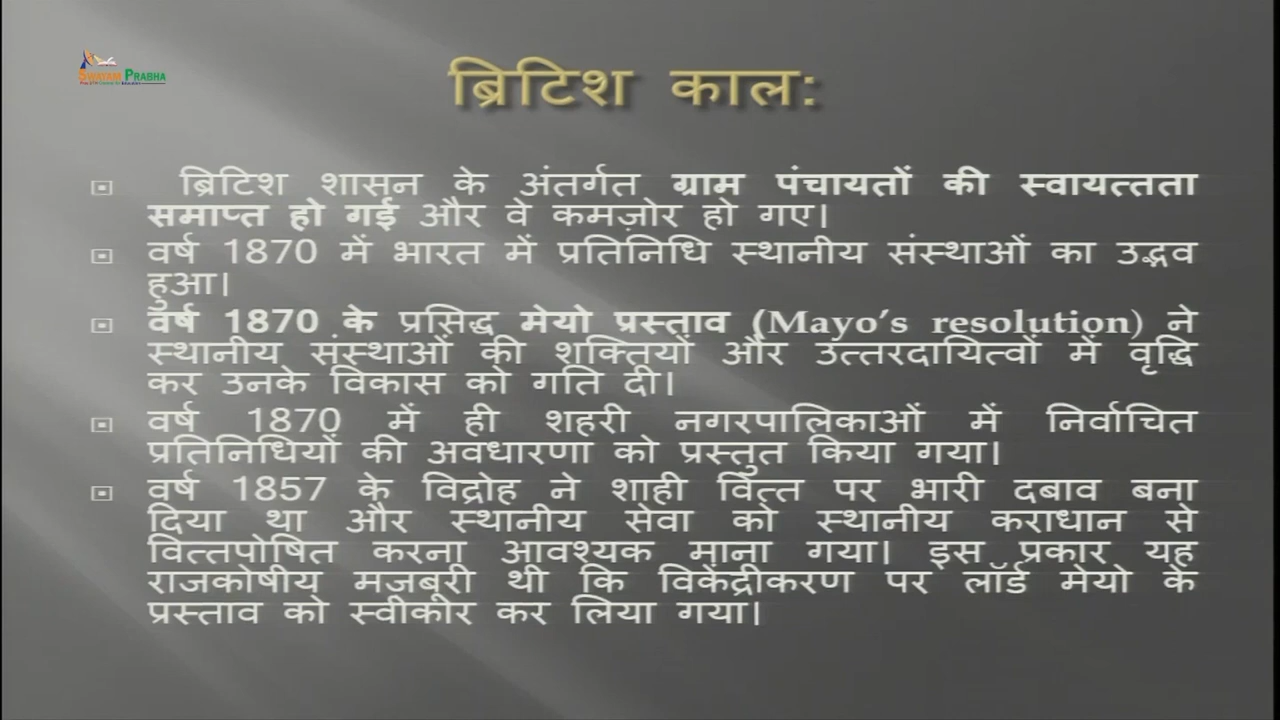 SWAYAM PRABHA
ब्रिटिश काल:
ब्रिटिश शासन के अंतर्गत ग्राम पंचायतों की स्वायत्तता
समाप्त हो गई और वे कमज़ोर हो गए।
वर्ष 1870 में भारत में प्रतिनिधि स्थानीय संस्थाओं का उद्भव
हुआ।
वर्ष 1870 के प्रसिद्ध मेयो प्रस्ताव (Mayo's resolution) ने
स्थानीय संस्थाओं की शक्तियों और उत्तरदायित्वों में वृद्धि
कर उनके विकास को गति दी।
वर्ष 1870 में ही शहरी नगरपालिकाओं में निर्वाचित
प्रतिनिधियों की अवधारणा को प्रस्तुत किया गया।
वर्ष 1857 के विद्रोह ने शाही वित्त पर भारी दबाव बना
दिया था और स्थानीय सेवा को स्थानीय कराधान से
वित्तपोषित करना आवश्यक माना गया। इस प्रकार यह
राजकोषीय मजबूरी थी कि विकेंद्रीकरण पर लॉर्ड मेयो के
प्रस्ताव को स्वीकार कर लिया गया।